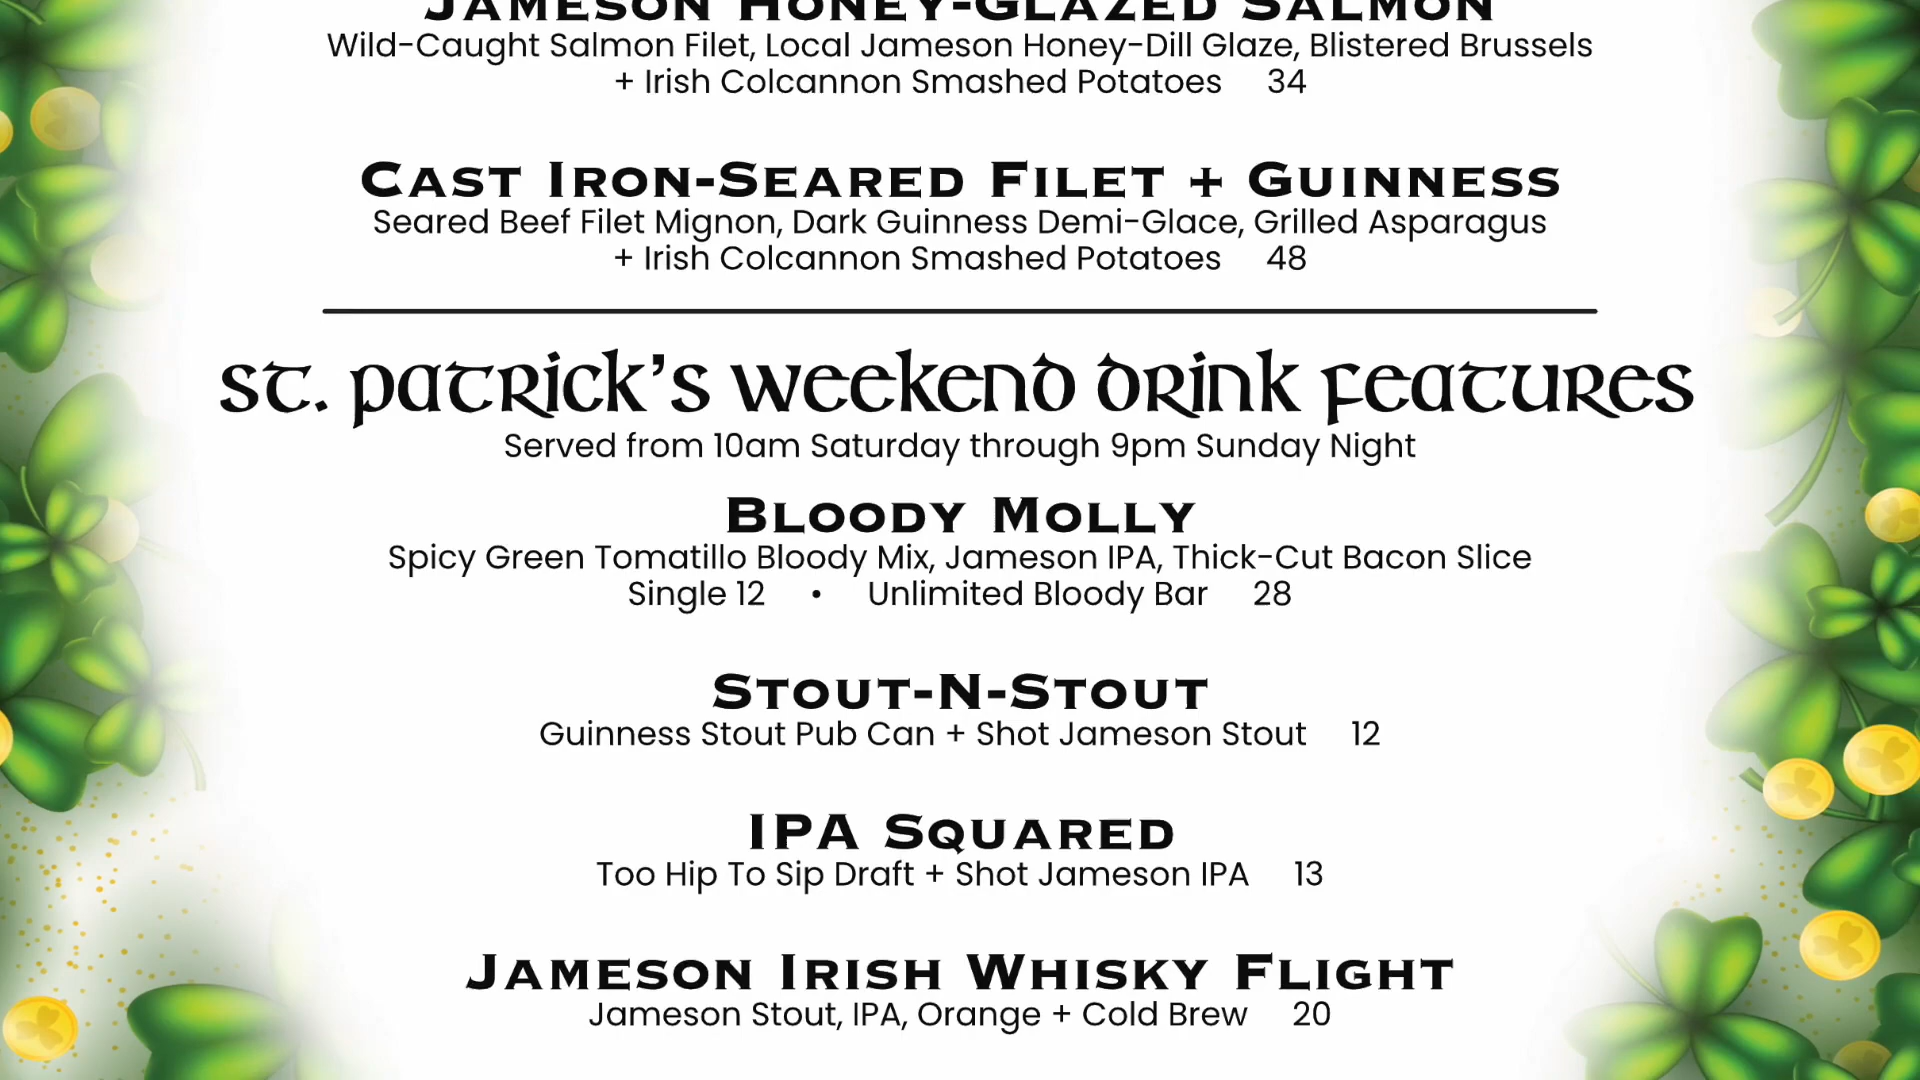 Jameson Honey-Glazed Salmon
Wild-Caught Salmon Filet, Local Jameson Honey-Dill Glaze, Blistered Brussels
+ Irish Colcannon Smashed Potatoes 34
Cast Iron-Seared Filet + Guinness
Seared Beef Filet Mignon, Dark Guinness Demi-Glace, Grilled Asparagus
+ Irish Colcannon Smashed Potatoes 48
St. Patrick's Weekend Drink Features
Served from 10am Saturday through 9pm Sunday Night
Bloody Molly
Spicy Green Tomatillo Bloody Mix, Jameson IPA, Thick-Cut Bacon Slice
Single 12 • Unlimited Bloody Bar 28
Stout-N-Stout
Guinness Stout Pub Can + Shot Jameson Stout 12
IPA Squared
Too Hip To Sip Draft + Shot Jameson IPA 13
Jameson Irish Whisky Flight
Jameson Stout, IPA, Orange + Cold Brew 20